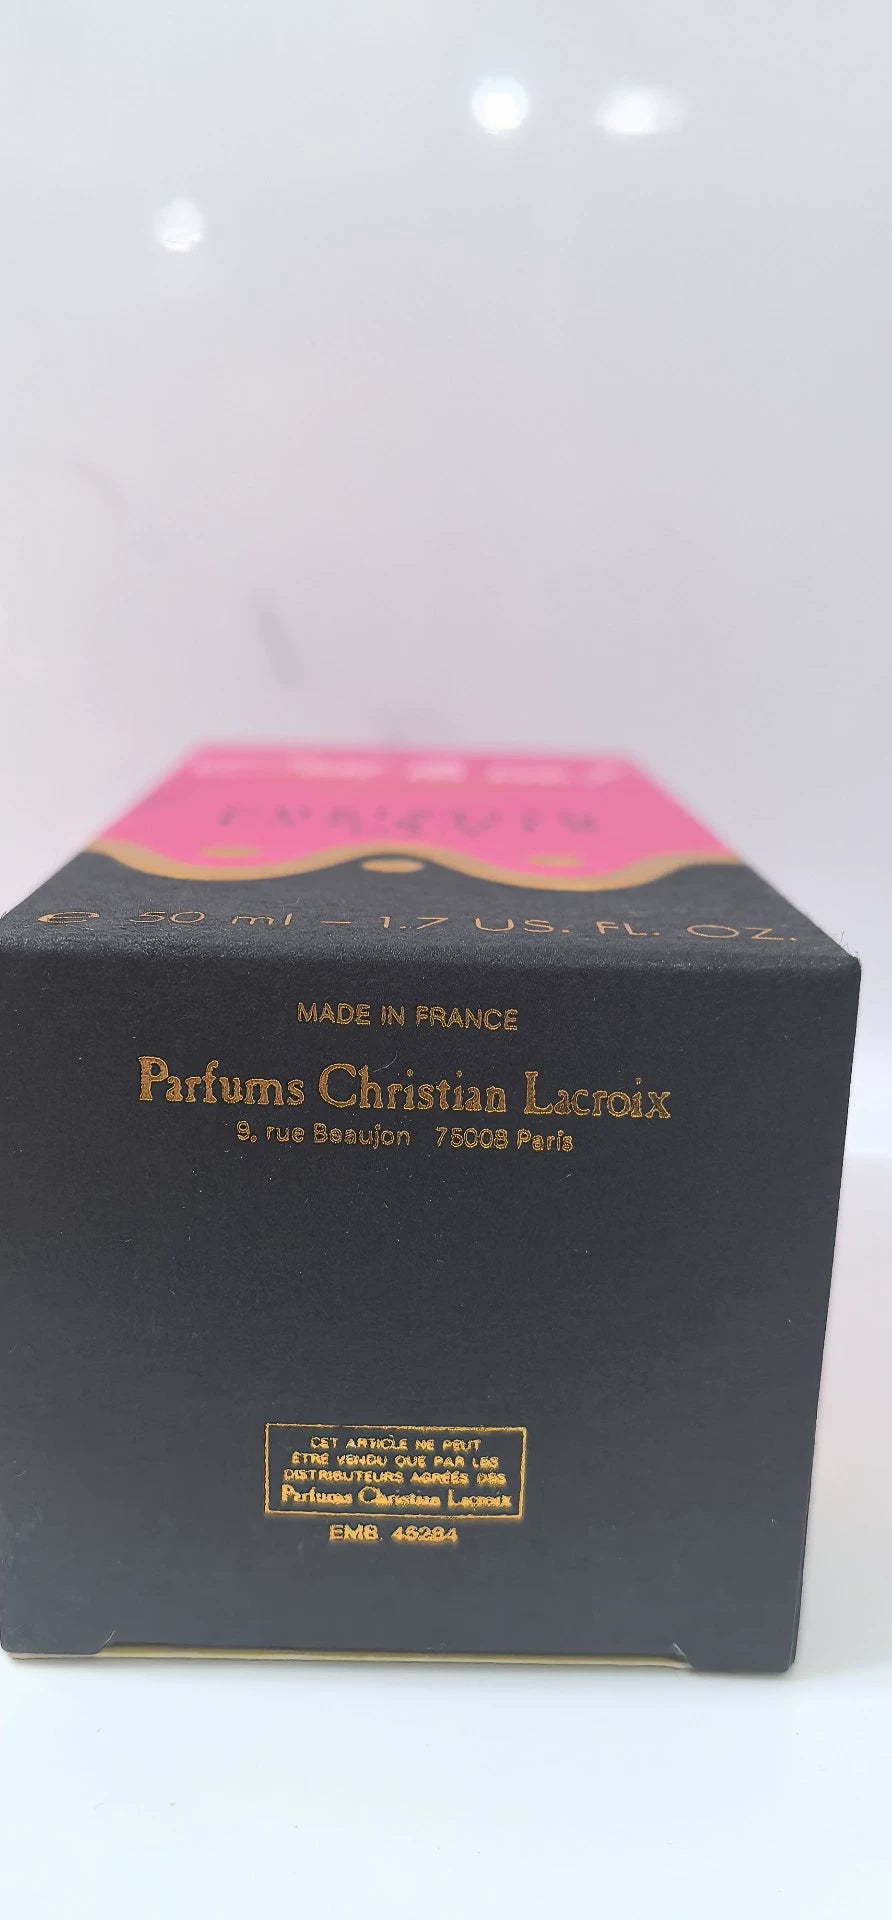 e 50 ml - 1.7 US. FL. OZ.
MADE IN FRANCE
Parfums Christian Lacroix
9, rue Beaujon 75008 Paris
CET ARTICLE NE PEUT
ÊTRE VENDU QUE PAR LES
DISTRIBUTEURS AGRÉÉS DES
Parfums Christian Lacroix
EMB. 45284